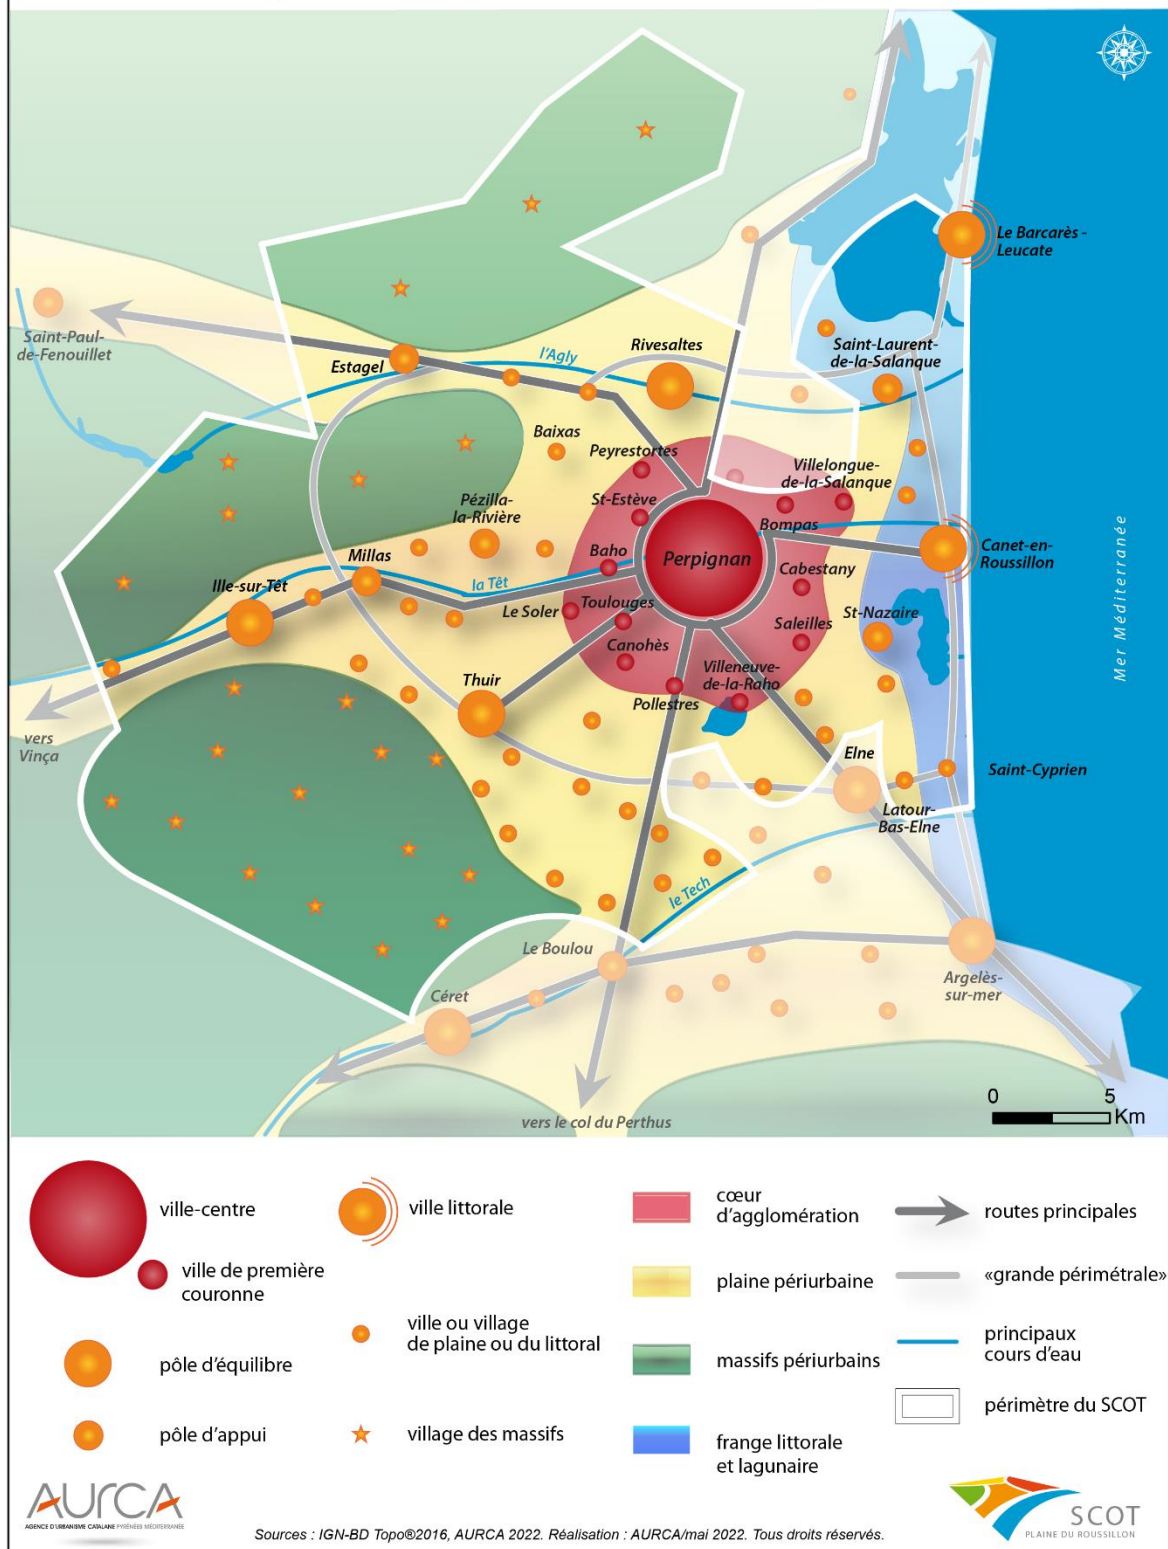 Le Barcarès -
Leucate
Saint-Paul-
de-Fenouillet
Estagel
l'Agly
Rivesaltes
Saint-Laurent-
de-la-Salanque
Baixas
Peyrestortes
Villelongue-
de-la-Salanque
Pézilla-
la-Rivière
St-Estève
Bompas
Millas
Baho
Perpignan
Canet-en-
Roussillon
Ille-sur-Têt
la Têt
Cabestany
Le Soler
Toulouges
St-Nazaire
Saleilles
Canohès
Mer Méditerranée
Thuir
Villeneuve-
de-la-Raho
Pollestres
vers
Vinça
Elne
Saint-Cyprien
Latour-
Bas-Elne
le Tech
Le Boulou
Céret
Argelès-
sur-mer
vers le col du Perthus
0 5
Km
ville-centre
ville de première
couronne
pôle d'équilibre
pôle d'appui
ville littorale
ville ou village
de plaine ou du littoral
village des massifs
cœur
d'agglomération
plaine périurbaine
massifs périurbains
frange littorale
et lagunaire
routes principales
«grande périmétrale»
principaux
cours d'eau
périmètre du SCOT
AURCA
AGENCE D'URBANISME CATALANE PYRÉNÉES MÉDITERRANÉE
Sources : IGN-BD Topo®2016, AURCA 2022. Réalisation : AURCA/mai 2022. Tous droits réservés.
SCOT
PLAINE DU ROUSSILLON